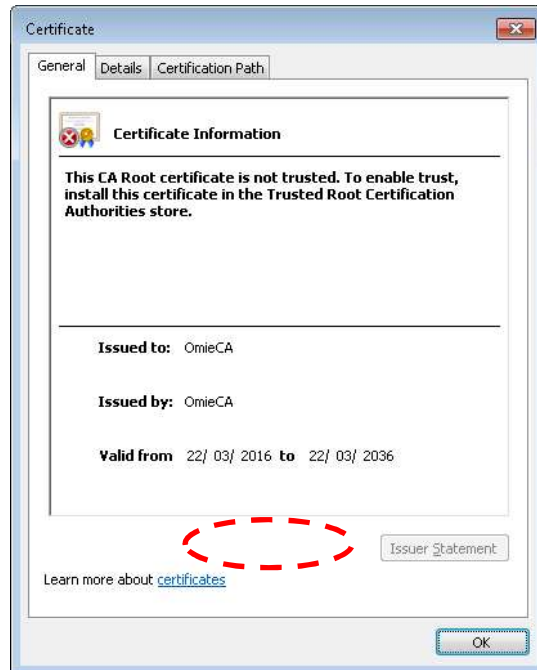 Certificate
General Details Certification Path
Certificate Information
This CA Root certificate is not trusted. To enable trust,
install this certificate in the Trusted Root Certification
Authorities store.
Issued to: OmieCA
Issued by: OmieCA
Valid from 22/ 03/ 2016 to 22/ 03/ 2036
Issuer Statement
Learn more about certificates
OK